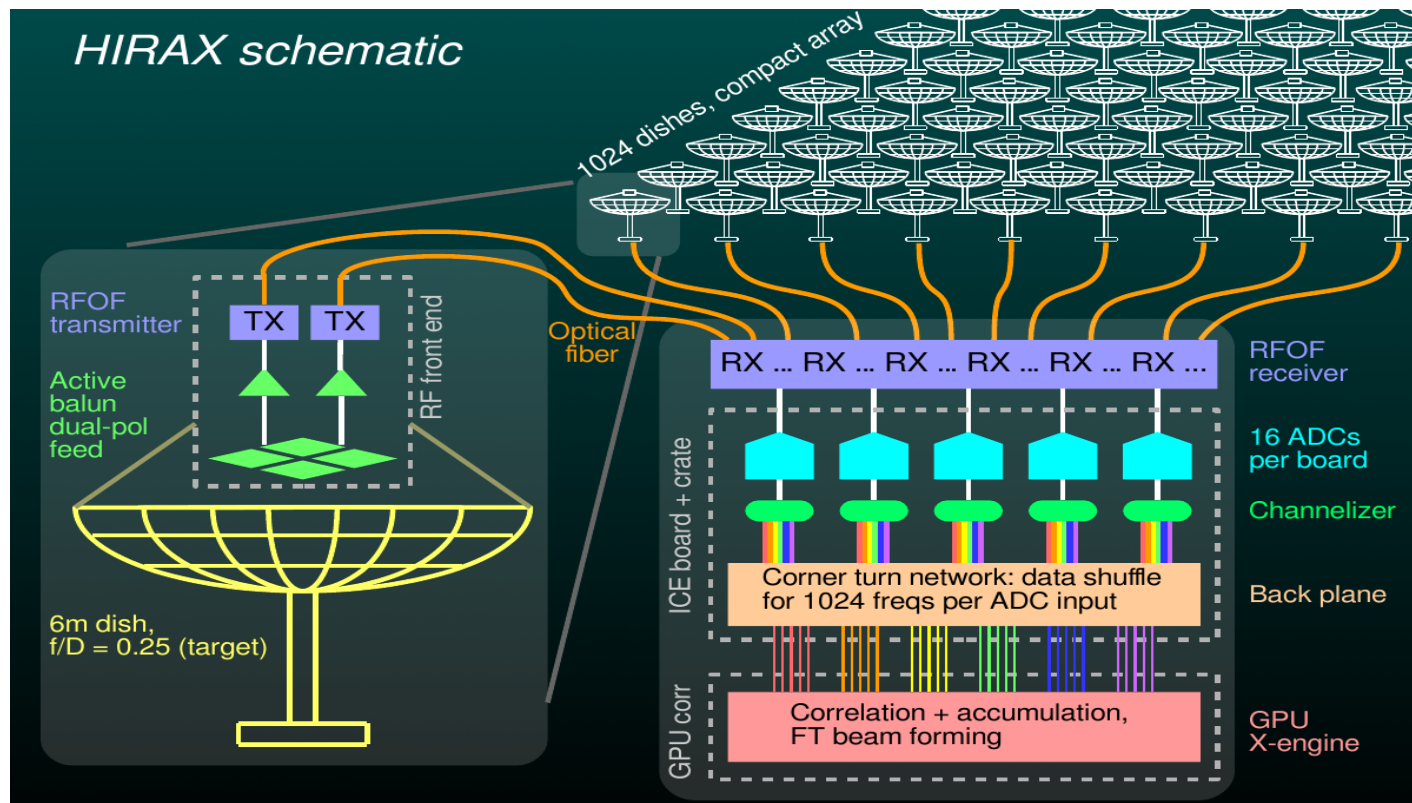 HIRAX schematic
1024 dishes, compact array
RFOF
transmitter
TX
TX
RF front end
Active
balun
dual-pol
feed
6m dish,
f/D = 0.25 (target)
Optical
fiber
RX ... RX ... RX ... RX ... RX ... RX ...
RFOF
receiver
ICE board + crate
16 ADCs
per board
Channelizer
Corner turn network: data shuffle
for 1024 freqs per ADC input
Back plane
GPU corr
Correlation + accumulation,
FT beam forming
GPU
X-engine